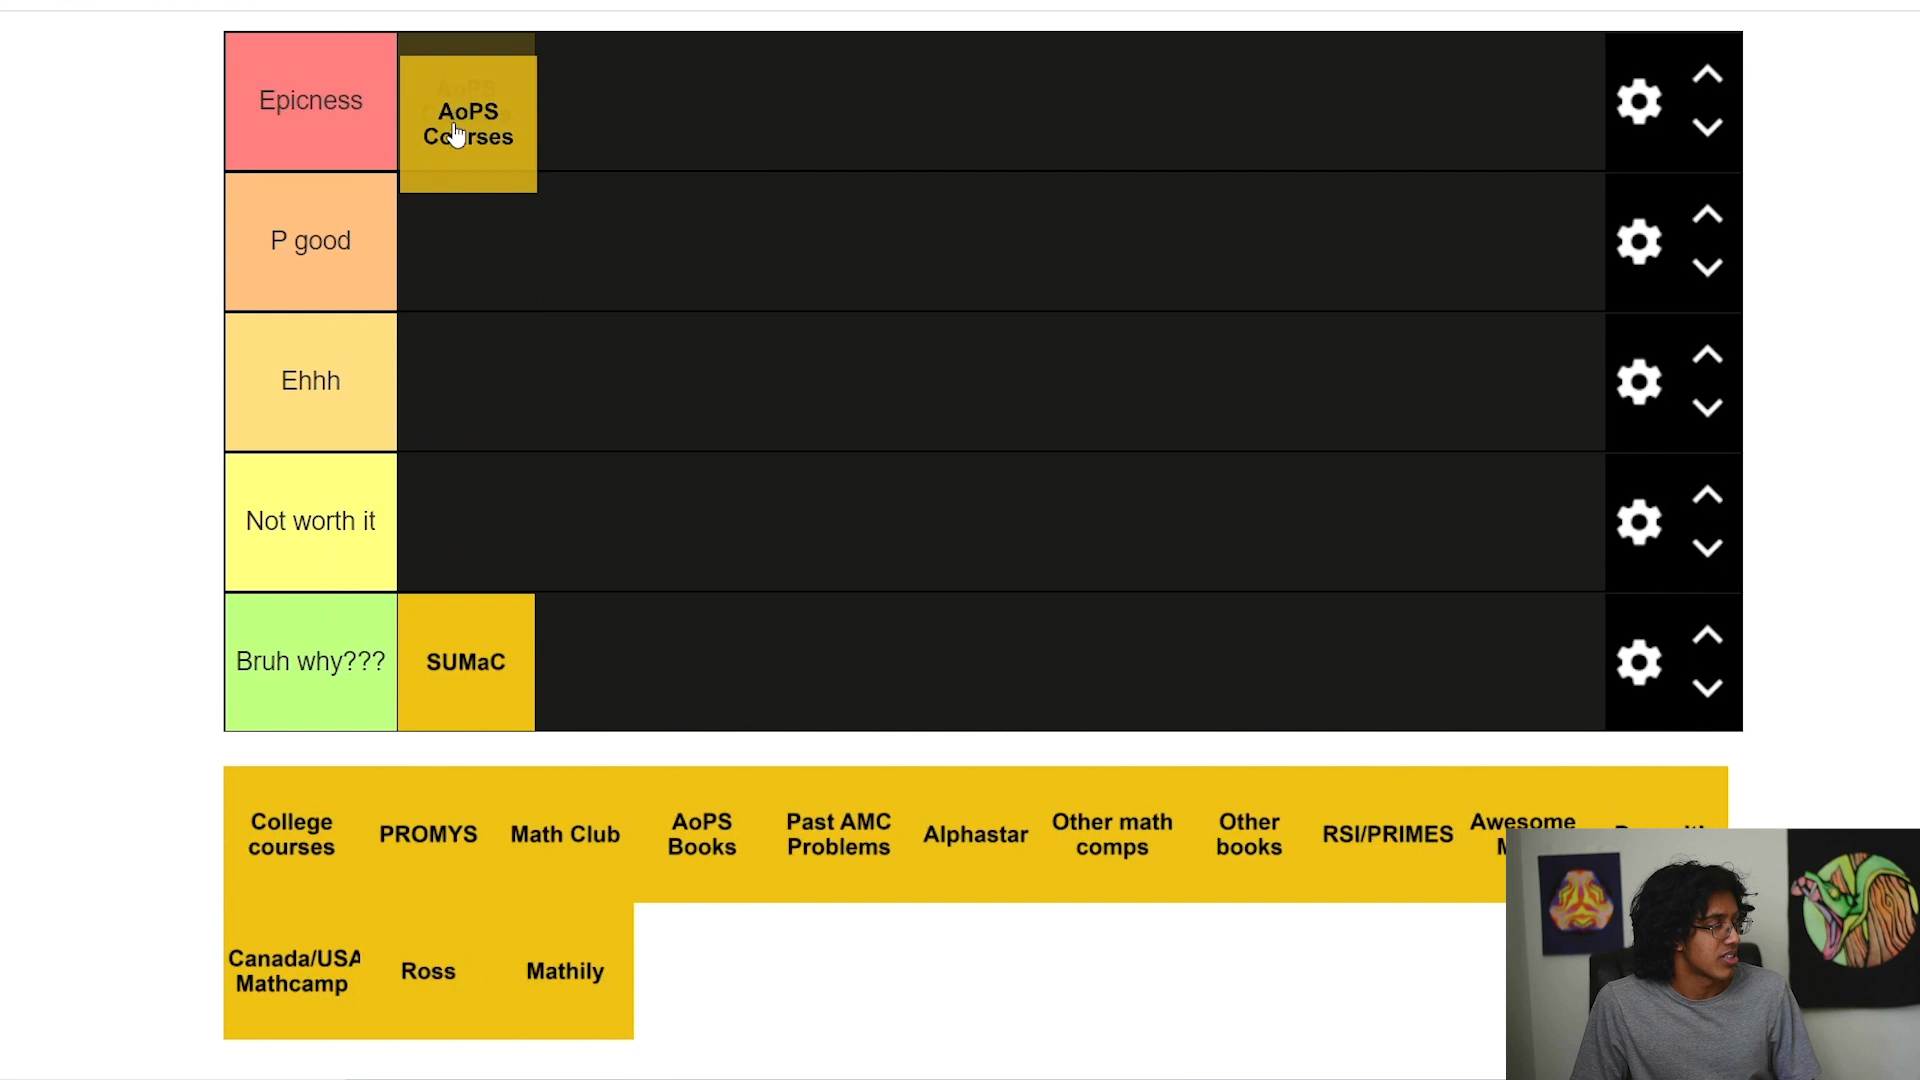 Epicness
AoPS
Courses
P good
Ehhh
Not worth it
Bruh why???
SUMaC
College
courses
PROMYS
Math Club
AoPS
Books
Past AMC
Problems
Alphastar
Other math
comps
Other
books
RSI/PRIMES
Awesome
Canada/USA
Mathcamp
Ross
Mathily